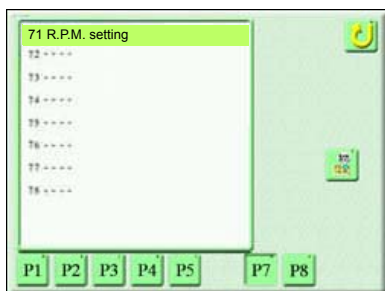 71 R.P.M. setting
72 - - - -
73 - - - -
74 - - - -
75 - - - -
76 - - - -
77 - - - -
78 - - - -
P1 P2 P3 P4 P5 P7 P8